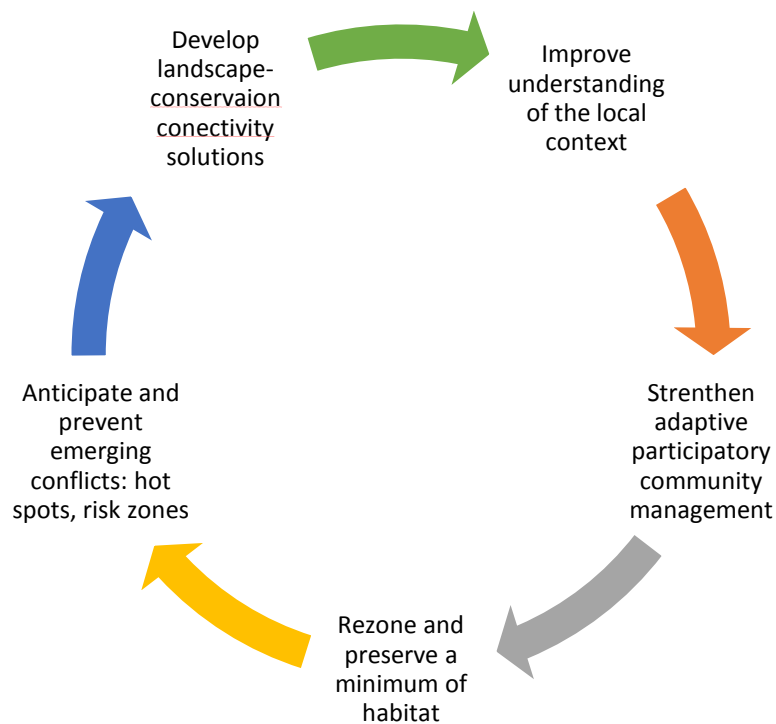 Develop
landscape-
conservaion
conectivity
solutions
Improve
understanding
of the local
context
Strenthen
adaptive
participatory
community
management
Rezone and
preserve a
minimum of
habitat
Anticipate and
prevent
emerging
conflicts: hot
spots, risk zones